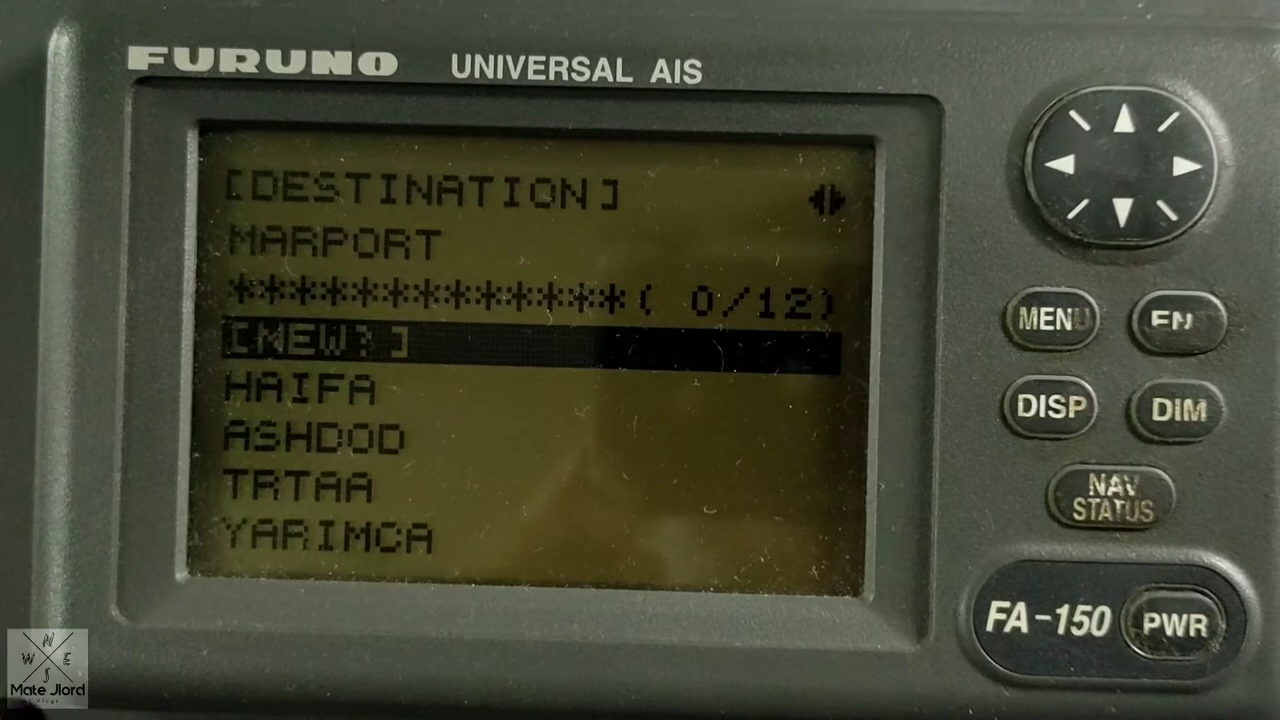 FURUNO UNIVERSAL AIS
[DESTINATION]
MARPORT
*************( 0/12)
[NEW?]
HAIFA
ASHDOD
TRTAA
YARIMCA
MENU
DISP
DIM
NAV
STATUS
FA-150
PWR
N
W E
S
Mate Jlord